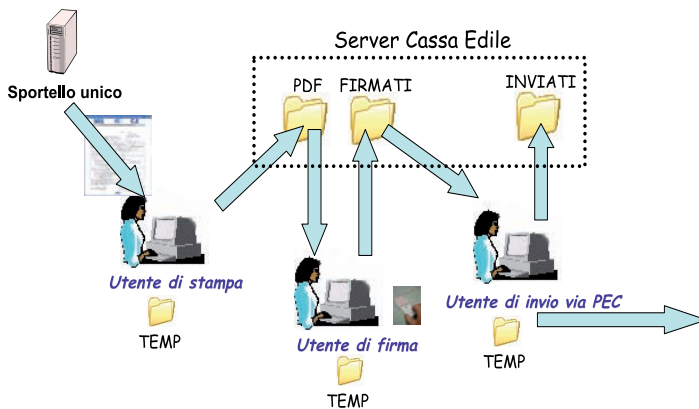 Server Cassa Edile
Sportello unico
PDF
FIRMATI
INVIATI
Utente di stampa
TEMP
Utente di firma
TEMP
Utente di invio via PEC
TEMP